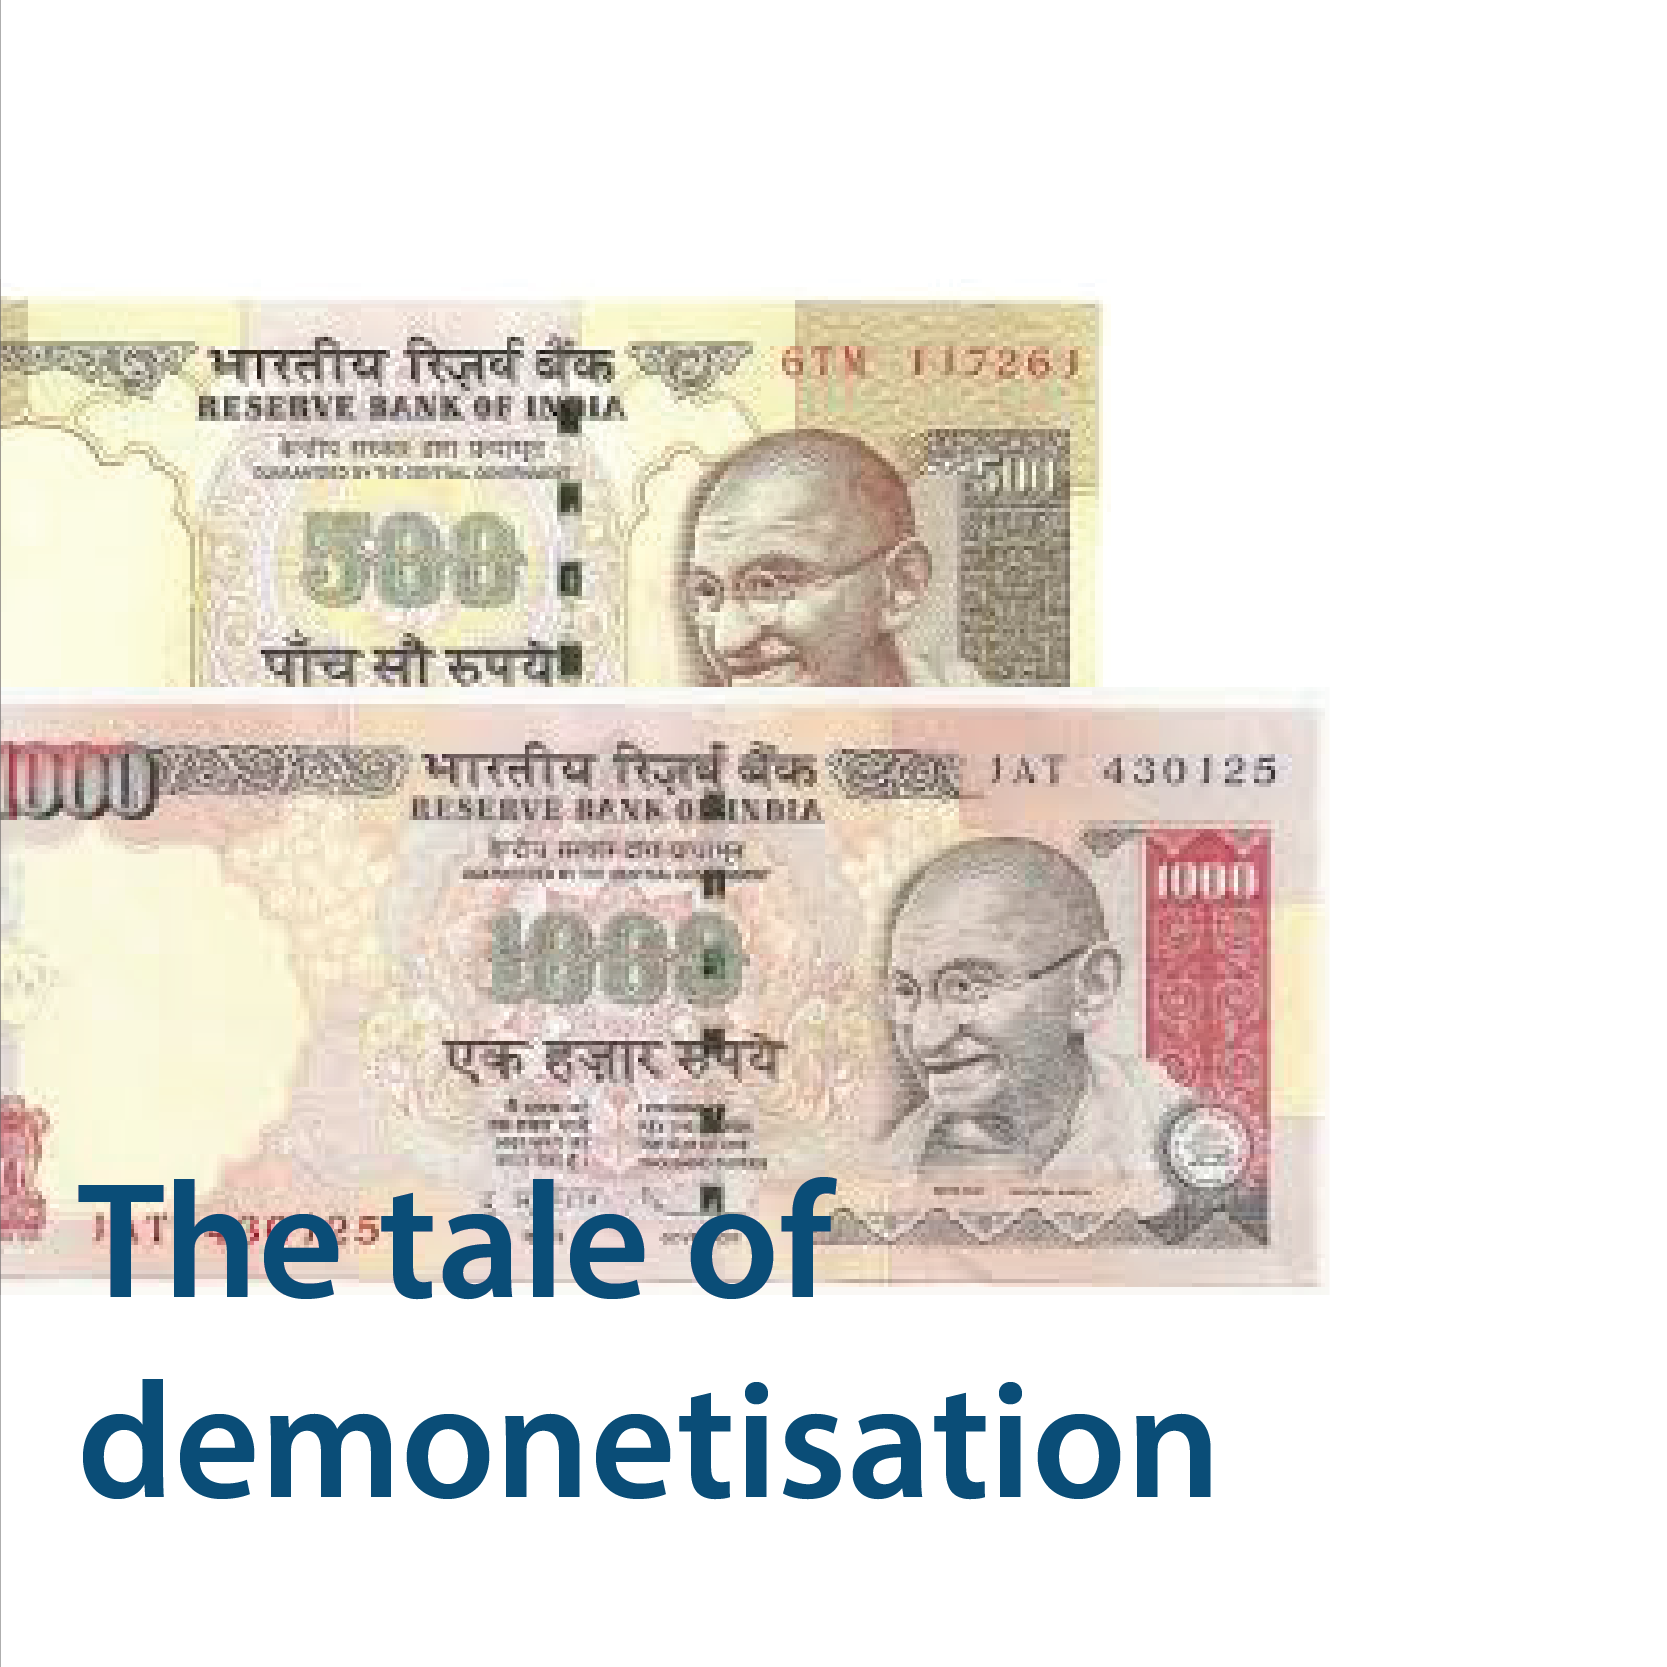 भारतीय रिज़र्व बैंक
6TM 117261
RESERVE BANK OF INDIA
केन्द्रीय सरकार द्वारा प्रत्याभूत
GUARANTEED BY THE CENTRAL GOVERNMENT
500
500
पाँच सौ रुपये
1000
भारतीय रिज़र्व बैंक
JAT 430125
RESERVE BANK OF INDIA
केन्द्रीय सरकार द्वारा प्रत्याभूत
GUARANTEED BY THE CENTRAL GOVERNMENT
1000
1000
एक हज़ार रुपये
The tale of
demonetisation